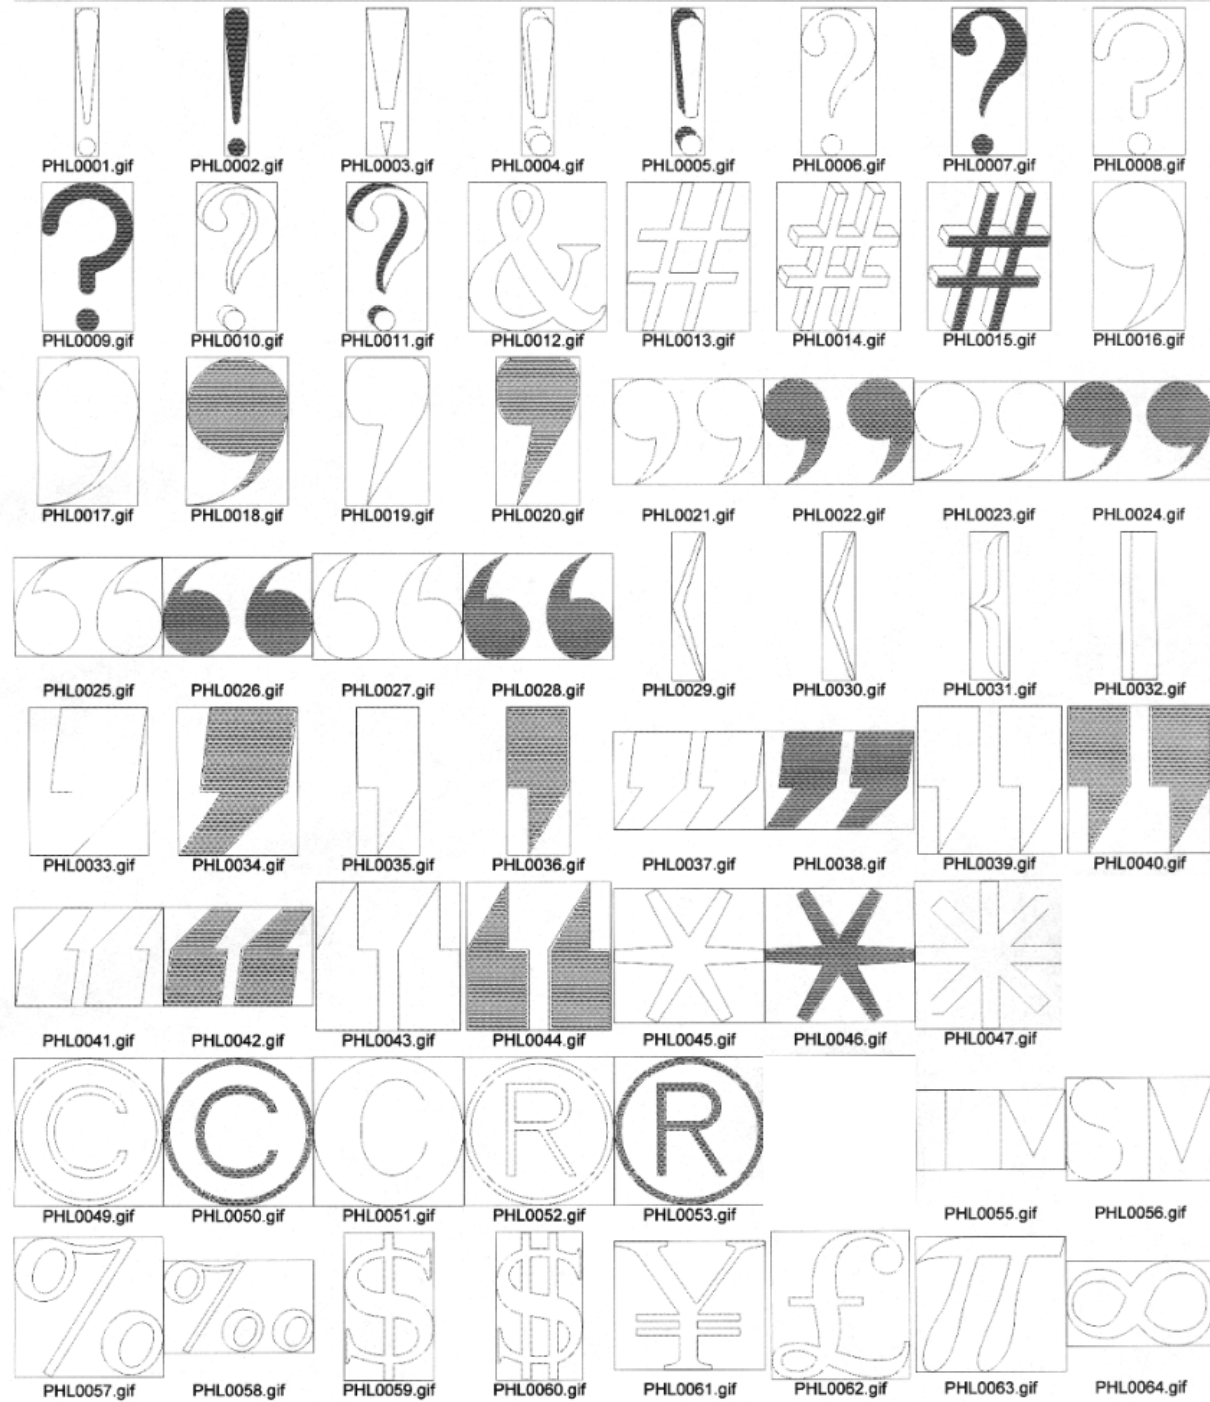 PHL0001.gif PHL0002.gif PHL0003.gif PHL0004.gif PHL0005.gif PHL0006.gif PHL0007.gif PHL0008.gif
PHL0009.gif PHL0010.gif PHL0011.gif PHL0012.gif PHL0013.gif PHL0014.gif PHL0015.gif PHL0016.gif
PHL0017.gif PHL0018.gif PHL0019.gif PHL0020.gif PHL0021.gif PHL0022.gif PHL0023.gif PHL0024.gif
PHL0025.gif PHL0026.gif PHL0027.gif PHL0028.gif PHL0029.gif PHL0030.gif PHL0031.gif PHL0032.gif
PHL0033.gif PHL0034.gif PHL0035.gif PHL0036.gif PHL0037.gif PHL0038.gif PHL0039.gif PHL0040.gif
PHL0041.gif PHL0042.gif PHL0043.gif PHL0044.gif PHL0045.gif PHL0046.gif PHL0047.gif
© © © ® ® TM SM
PHL0049.gif PHL0050.gif PHL0051.gif PHL0052.gif PHL0053.gif PHL0055.gif PHL0056.gif
% ‰ $ $ ¥ £ π ∞
PHL0057.gif PHL0058.gif PHL0059.gif PHL0060.gif PHL0061.gif PHL0062.gif PHL0063.gif PHL0064.gif